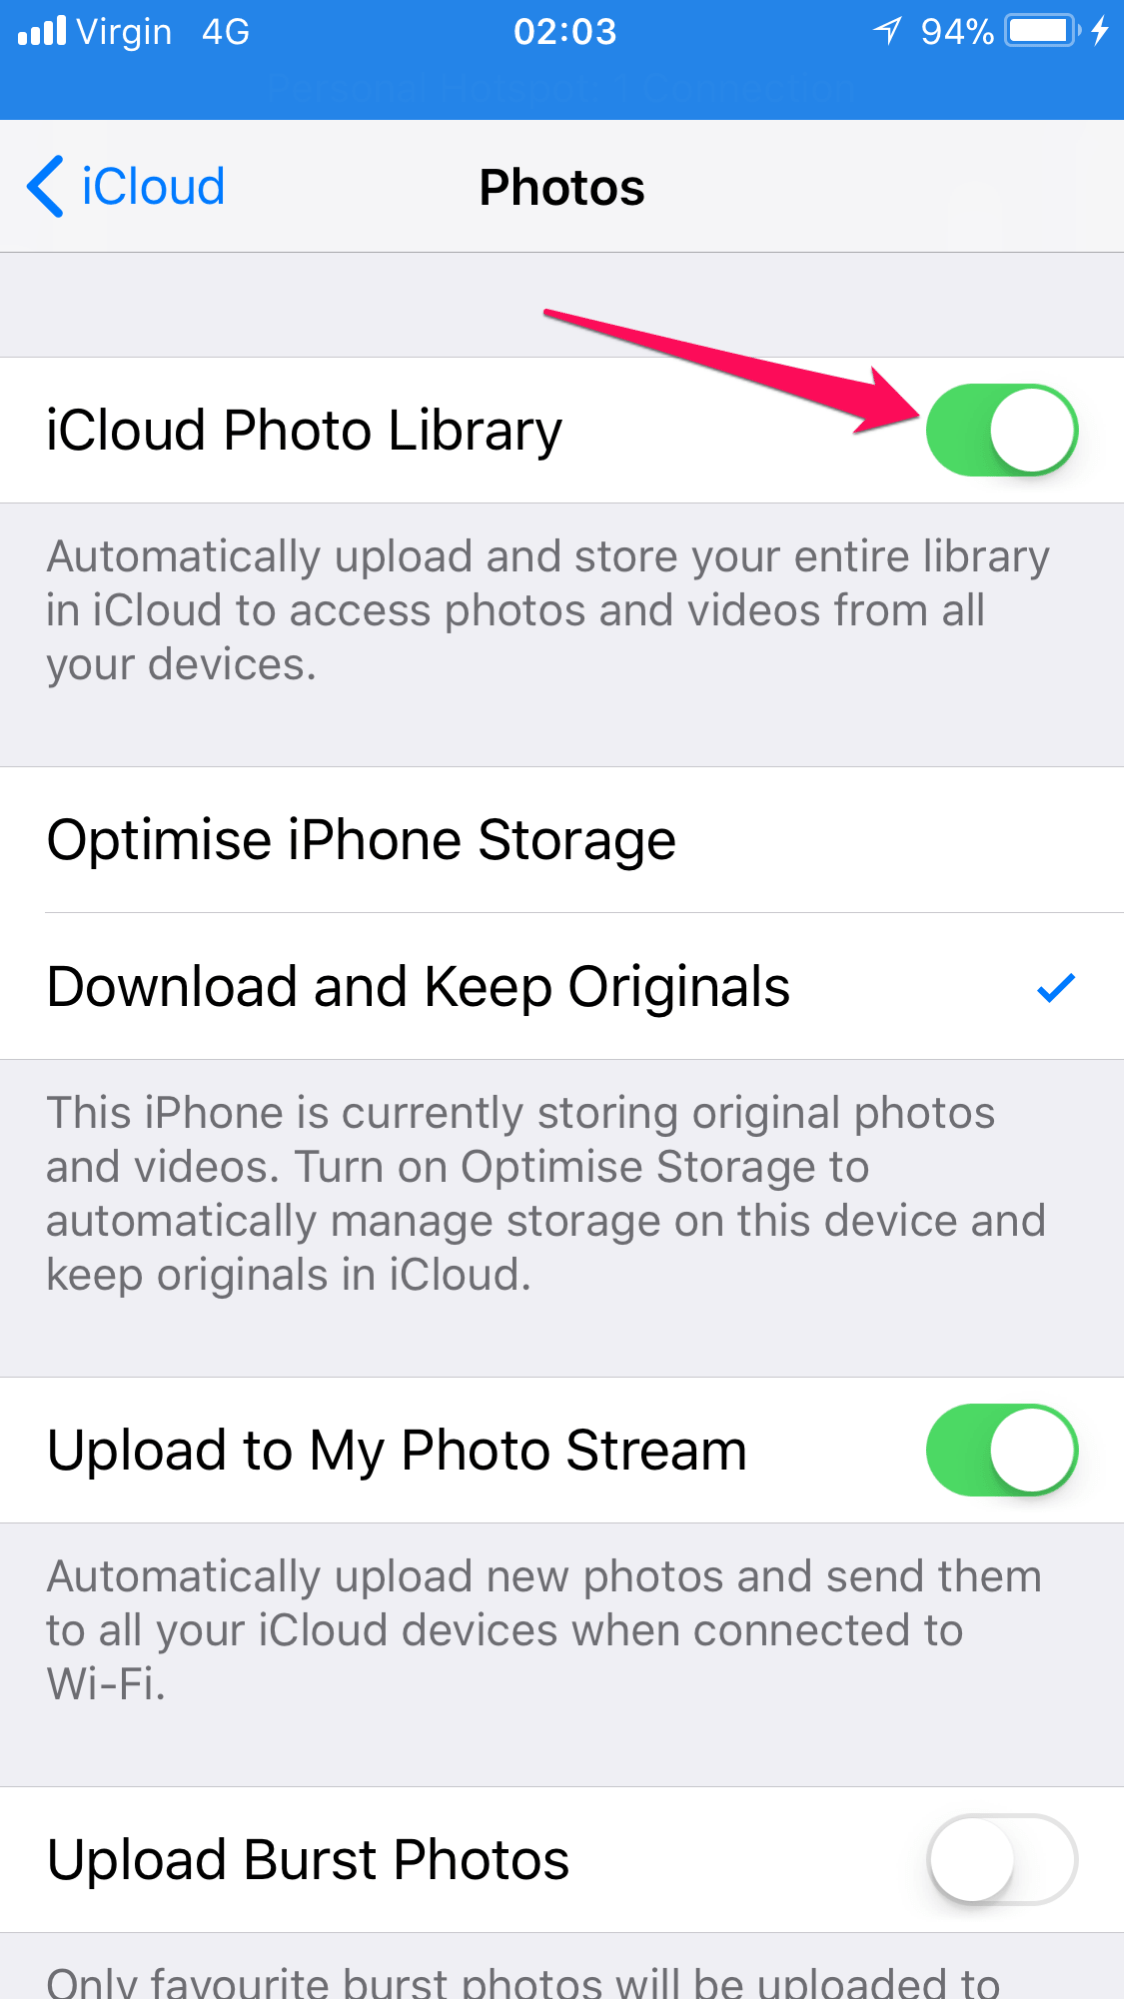 Virgin 4G 02:03 94%
Personal Hotspot: 1 Connection
iCloud Photos
iCloud Photo Library
Automatically upload and store your entire library
in iCloud to access photos and videos from all
your devices.
Optimise iPhone Storage
Download and Keep Originals
This iPhone is currently storing original photos
and videos. Turn on Optimise Storage to
automatically manage storage on this device and
keep originals in iCloud.
Upload to My Photo Stream
Automatically upload new photos and send them
to all your iCloud devices when connected to
Wi-Fi.
Upload Burst Photos
Only favourite burst photos will be uploaded to